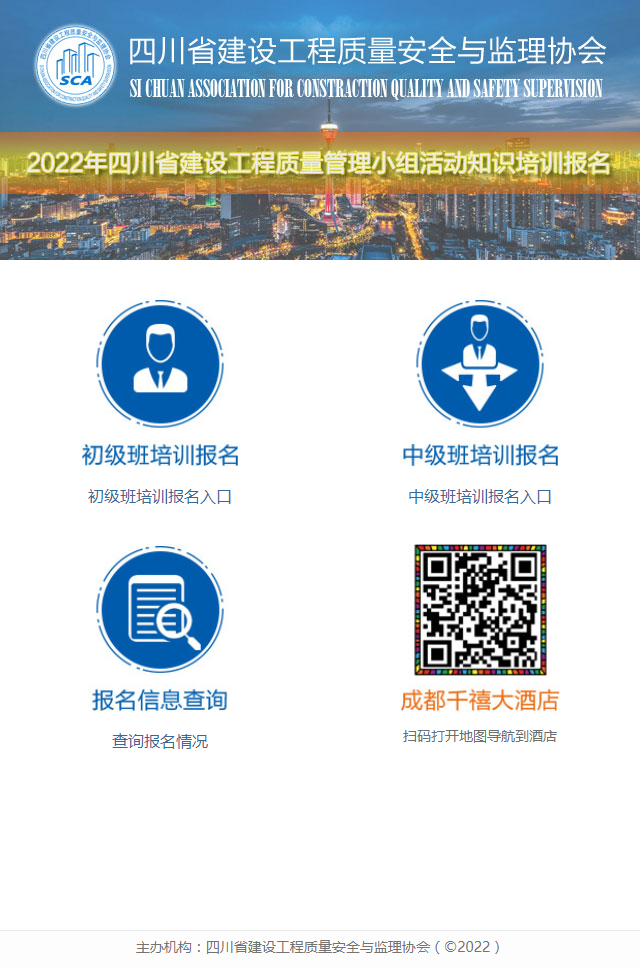 四川省建设工程质量安全与监理协会
SCA
SI CHUAN ASSOCIATION FOR CONSTRACTION QUALITY AND SAFETY SUPERVISION
2022年四川省建设工程质量管理小组活动知识培训报名
初级班培训报名
中级班培训报名
初级班培训报名入口
中级班培训报名入口
报名信息查询
成都千禧大酒店
查询报名情况
扫码打开地图导航到酒店
主办机构：四川省建设工程质量安全与监理协会（©2022）